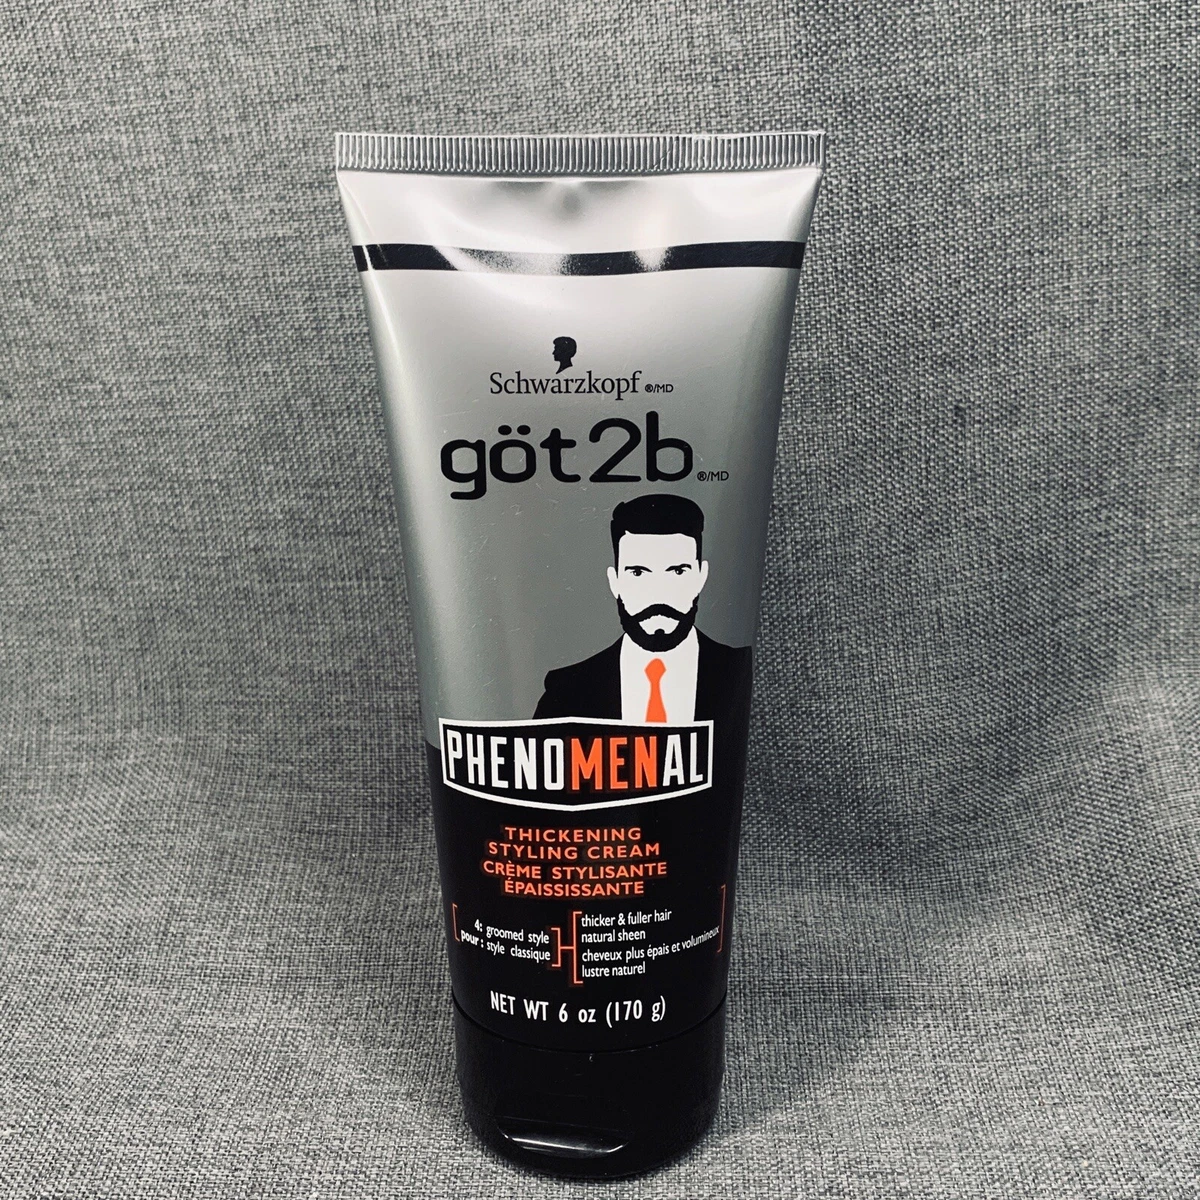 Schwarzkopf ®/MD
göt2b ®/MD
PHENOMENAL
THICKENING
STYLING CREAM
CRÈME STYLISANTE
ÉPAISSISSANTE
4: groomed style
pour : style classique
thicker & fuller hair
natural sheen
cheveux plus épais et volumineux
lustre naturel
NET WT 6 oz (170 g)